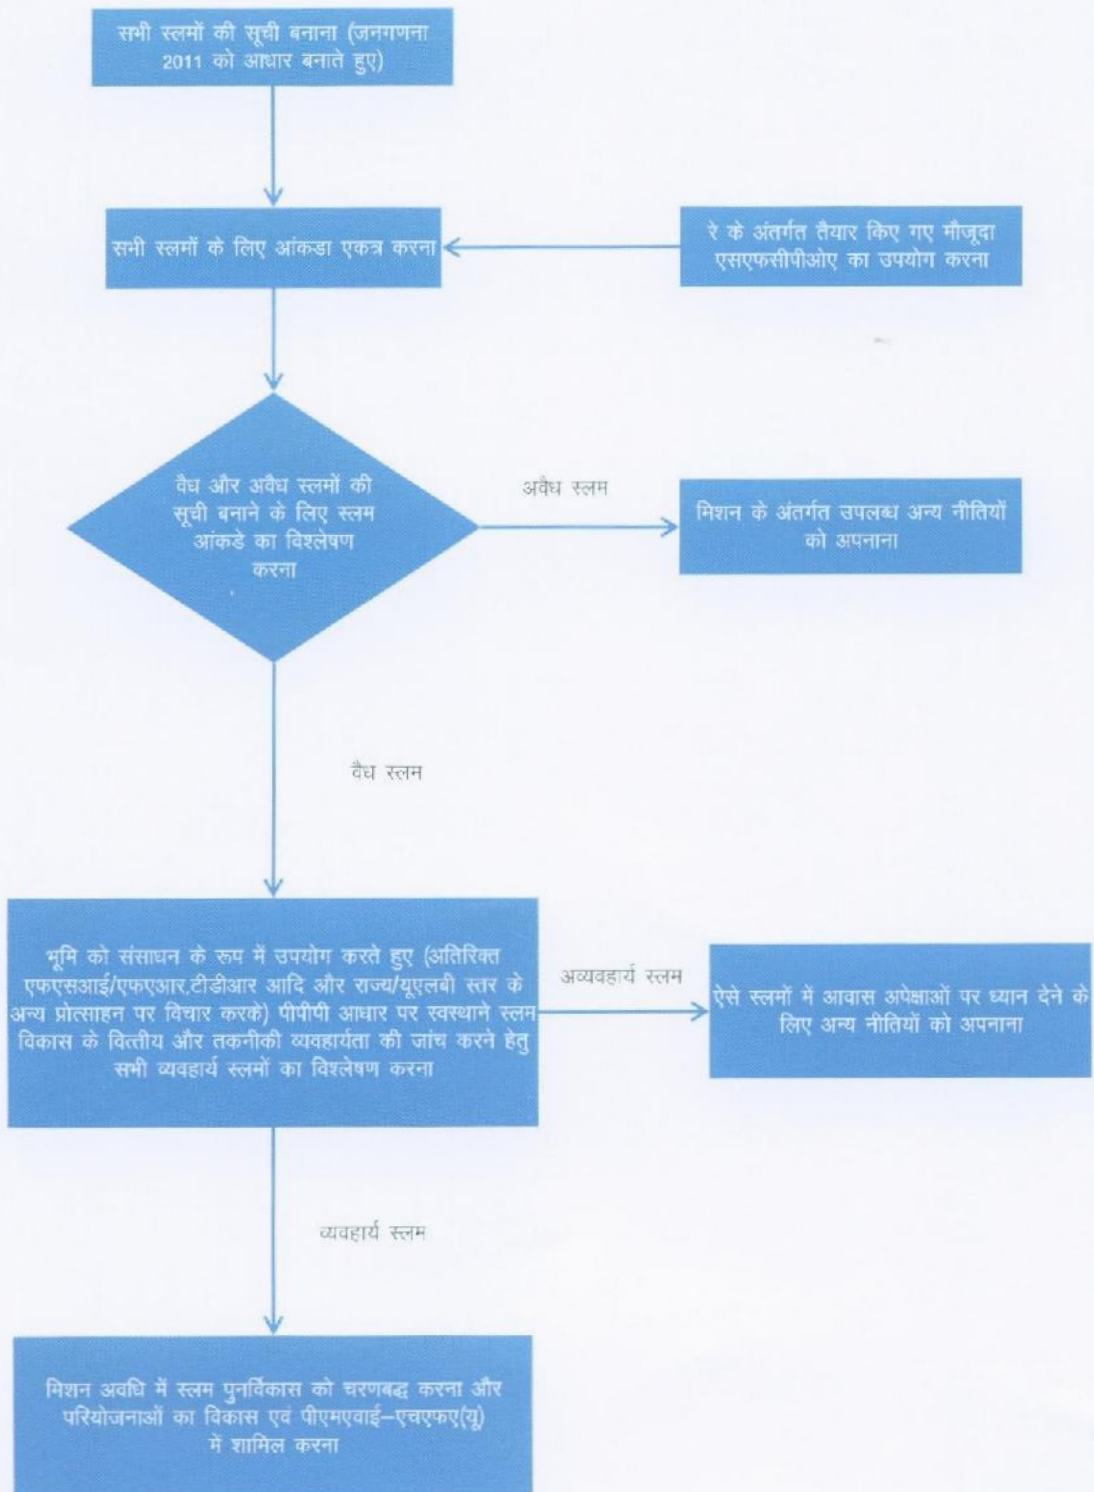 सभी स्लमों की सूची बनाना (जनगणना
2011 को आधार बनाते हुए)
सभी स्लमों के लिए आंकडा एकत्र करना
रे के अंतर्गत तैयार किए गए मौजूदा
एसएफसीपीओए का उपयोग करना
वैध और अवैध स्लमों की
सूची बनाने के लिए स्लम
आंकडे का विश्लेषण
करना
अवैध स्लम
मिशन के अंतर्गत उपलब्ध अन्य नीतियों
को अपनाना
वैध स्लम
भूमि को संसाधन के रूप में उपयोग करते हुए (अतिरिक्त
एफएसआई/एफएआर,टीडीआर आदि और राज्य/यूएलबी स्तर के
अन्य प्रोत्साहन पर विचार करके) पीपीपी आधार पर स्वस्थाने स्लम
विकास के वित्तीय और तकनीकी व्यवहार्यता की जांच करने हेतु
सभी व्यवहार्य स्लमों का विश्लेषण करना
अव्यवहार्य स्लम
ऐसे स्लमों में आवास अपेक्षाओं पर ध्यान देने के
लिए अन्य नीतियों को अपनाना
व्यवहार्य स्लम
मिशन अवधि में स्लम पुनर्विकास को चरणबद्ध करना और
परियोजनाओं का विकास एवं पीएमएवाई–एचएफए(यू)
में शामिल करना